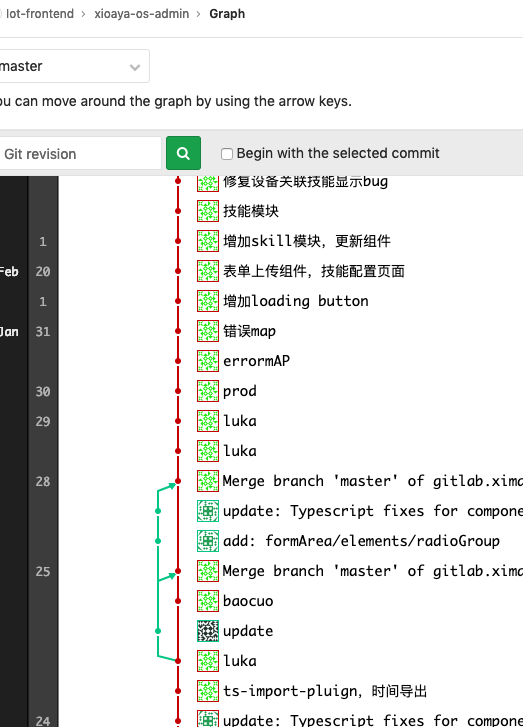 lot-frontend › xioaya-os-admin › Graph
master
ou can move around the graph by using the arrow keys.
Git revision
Begin with the selected commit
修复设备关联技能显示bug
技能模块
1 增加skill模块，更新组件
Feb 20 表单上传组件，技能配置页面
1 增加loading button
Jan 31 错误map
errormAP
30 prod
29 luka
luka
28 Merge branch 'master' of gitlab.xima
update: Typescript fixes for compone
add: formArea/elements/radioGroup
25 Merge branch 'master' of gitlab.xima
baocuo
update
luka
ts-import-pluign，时间导出
24 update: Typescript fixes for compone